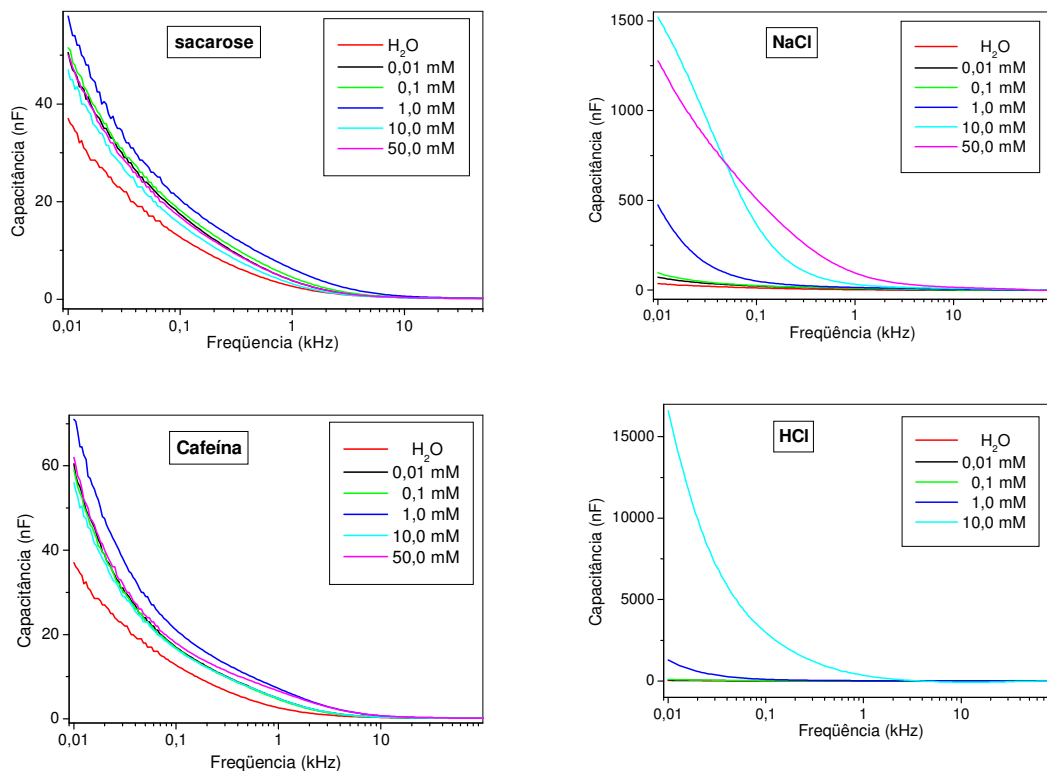 sacarose
H₂O
0,01 mM
0,1 mM
1,0 mM
10,0 mM
50,0 mM
Capacitância (nF)
40
20
0
0,01
0,1
1
10
Freqüencia (kHz)
NaCl
H₂O
0,01 mM
0,1 mM
1,0 mM
10,0 mM
50,0 mM
Capacitância (nF)
1500
1000
500
0
0,01
0,1
1
10
Freqüência (kHz)
Cafeína
H₂O
0,01 mM
0,1 mM
1,0 mM
10,0 mM
50,0 mM
Capacitância (nF)
60
40
20
0
0,01
0,1
1
10
Freqüencia (kHz)
HCl
H₂O
0,01 mM
0,1 mM
1,0 mM
10,0 mM
Capacitância (nF)
15000
10000
5000
0
0,01
0,1
1
10
Freqüência (kHz)